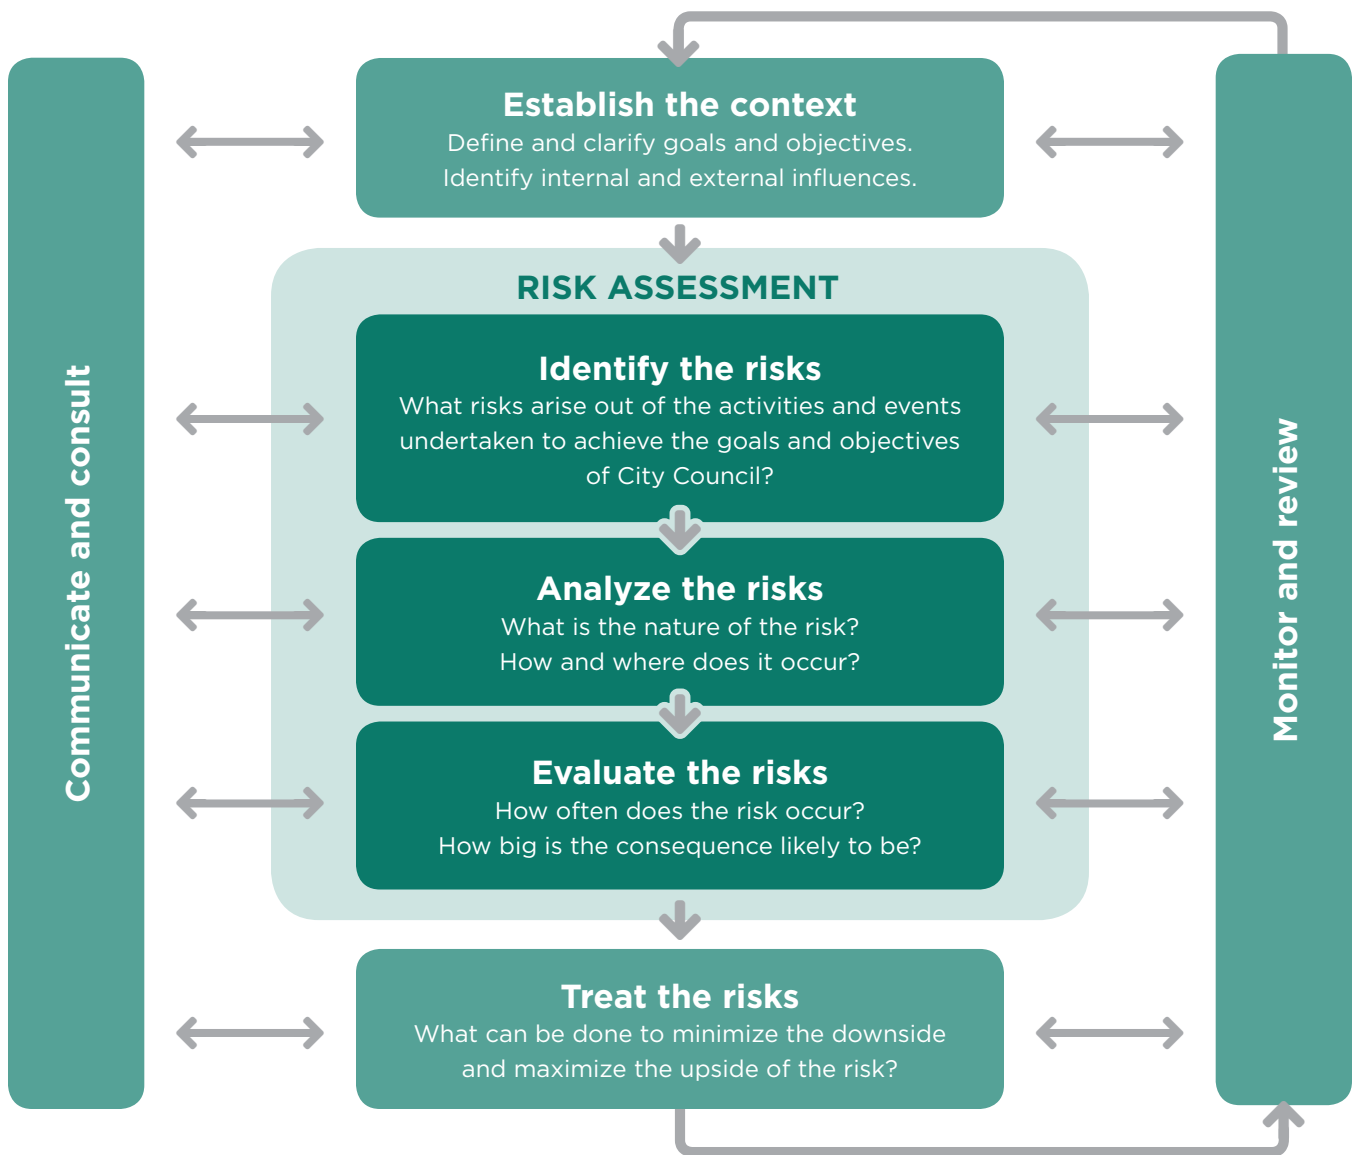 Communicate and consult
Establish the context
Define and clarify goals and objectives.
Identify internal and external influences.
RISK ASSESSMENT
Identify the risks
What risks arise out of the activities and events
undertaken to achieve the goals and objectives
of City Council?
Analyze the risks
What is the nature of the risk?
How and where does it occur?
Evaluate the risks
How often does the risk occur?
How big is the consequence likely to be?
Treat the risks
What can be done to minimize the downside
and maximize the upside of the risk?
Monitor and review